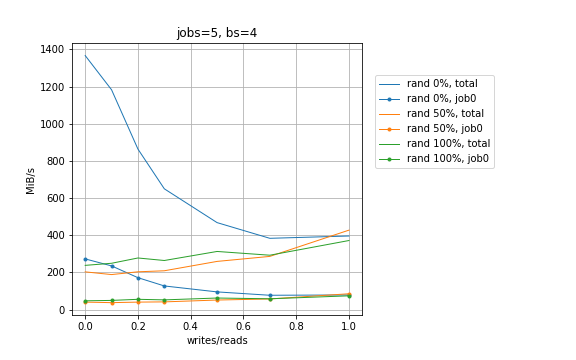 jobs=5, bs=4
1400
1200
1000
800
600
400
200
0
MiB/s
0.0 0.2 0.4 0.6 0.8 1.0
writes/reads
rand 0%, total
rand 0%, job0
rand 50%, total
rand 50%, job0
rand 100%, total
rand 100%, job0